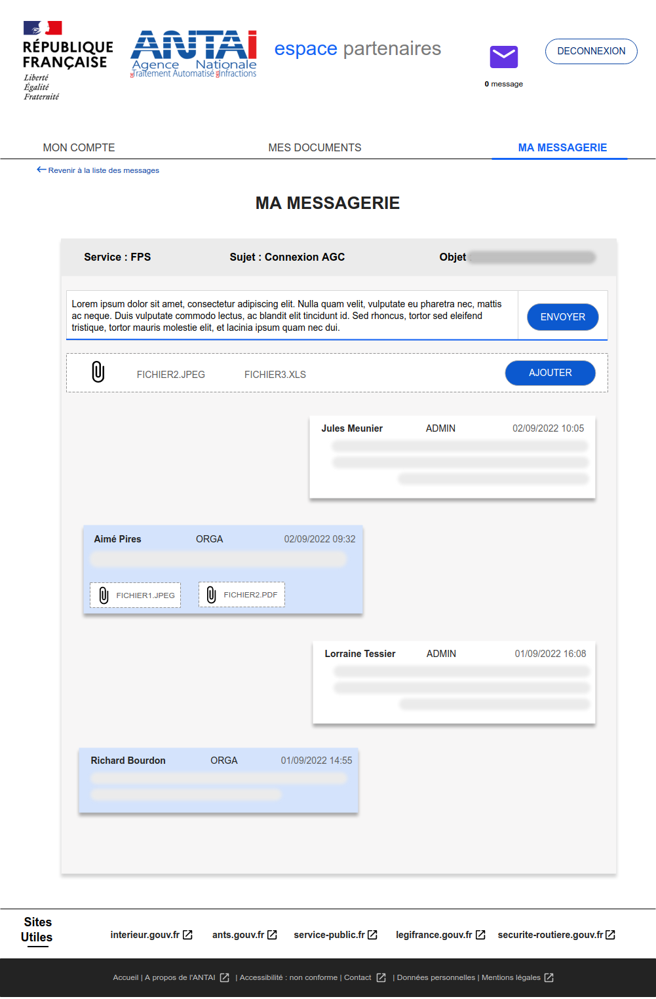 RÉPUBLIQUE
FRANÇAISE
Liberté
Égalité
Fraternité
ANTAI
Agence Nationale
de Traitement Automatisé des Infractions
espace partenaires
0 message
DECONNEXION
MON COMPTE MES DOCUMENTS MA MESSAGERIE
Revenir à la liste des messages
MA MESSAGERIE
Service : FPS Sujet : Connexion AGC Objet
Lorem ipsum dolor sit amet, consectetur adipiscing elit. Nulla quam velit, vulputate eu pharetra nec, mattis
ac neque. Duis vulputate commodo lectus, ac blandit elit tincidunt id. Sed rhoncus, tortor sed eleifend
tristique, tortor mauris molestie elit, et lacinia ipsum quam nec dui.
ENVOYER
FICHIER2.JPEG FICHIER3.XLS AJOUTER
Jules Meunier ADMIN 02/09/2022 10:05
Aimé Pires ORGA 02/09/2022 09:32
FICHIER1.JPEG FICHIER2.PDF
Lorraine Tessier ADMIN 01/09/2022 16:08
Richard Bourdon ORGA 01/09/2022 14:55
Sites
Utiles
interieur.gouv.fr ants.gouv.fr service-public.fr legifrance.gouv.fr securite-routiere.gouv.fr
Accueil | A propos de l'ANTAI | Accessibilité : non conforme | Contact | Données personnelles | Mentions légales